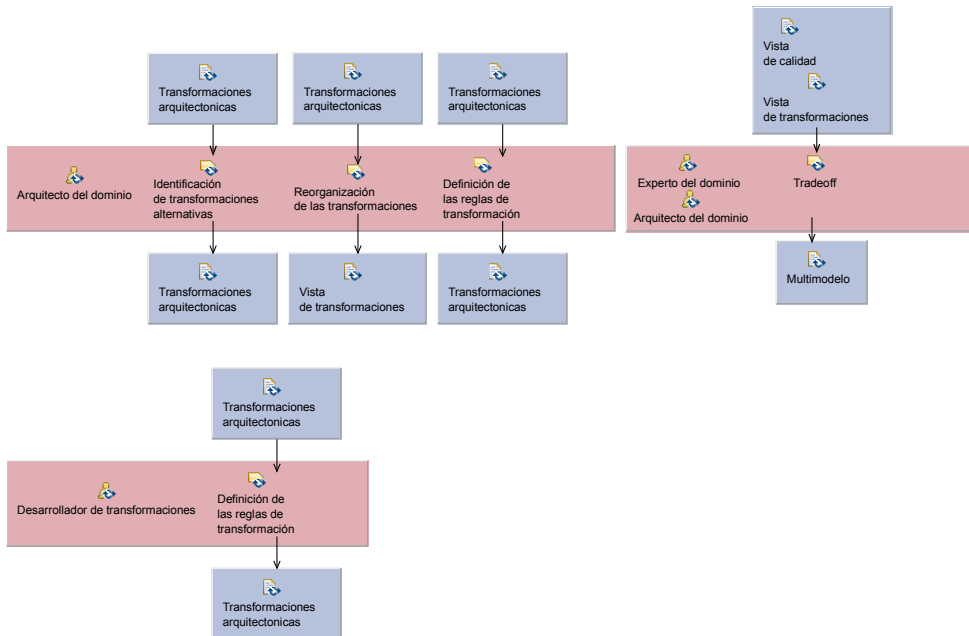 Transformaciones
arquitectonicas
Transformaciones
arquitectonicas
Transformaciones
arquitectonicas
Arquitecto del dominio
Identificación
de transformaciones
alternativas
Reorganización
de las transformaciones
Definición de
las reglas de
transformación
Transformaciones
arquitectonicas
Vista
de transformaciones
Transformaciones
arquitectonicas
Vista
de calidad
Vista
de transformaciones
Experto del dominio
Arquitecto del dominio
Tradeoff
Multimodelo
Transformaciones
arquitectonicas
Desarrollador de transformaciones
Definición de
las reglas de
transformación
Transformaciones
arquitectonicas